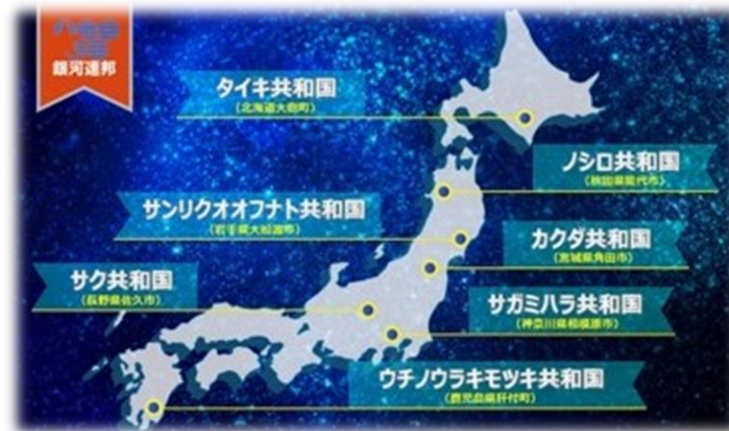 銀河連邦
タイキ共和国
(北海道大樹町)
ノシロ共和国
(秋田県能代市)
サンリクオオフナト共和国
(岩手県大船渡市)
カクダ共和国
(宮城県角田市)
サク共和国
(長野県佐久市)
サガミハラ共和国
(神奈川県相模原市)
ウチノウラキモツキ共和国
(鹿児島県肝付町)